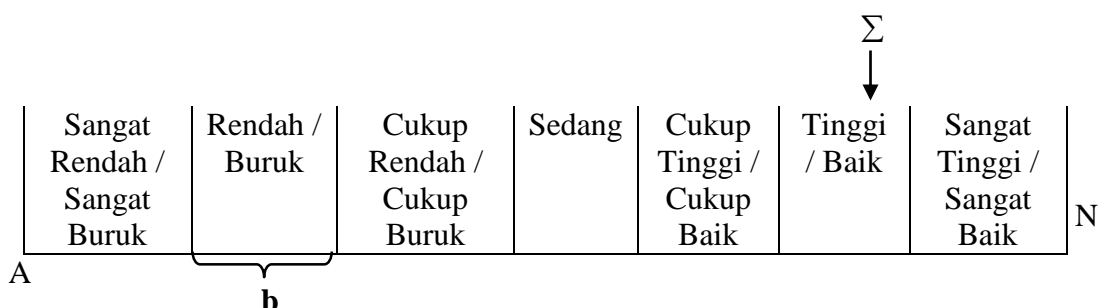 ∑
Sangat Rendah / Sangat Buruk
Rendah / Buruk
Cukup Rendah / Cukup Buruk
Sedang
Cukup Tinggi / Cukup Baik
Tinggi / Baik
Sangat Tinggi / Sangat Baik
N
A
b